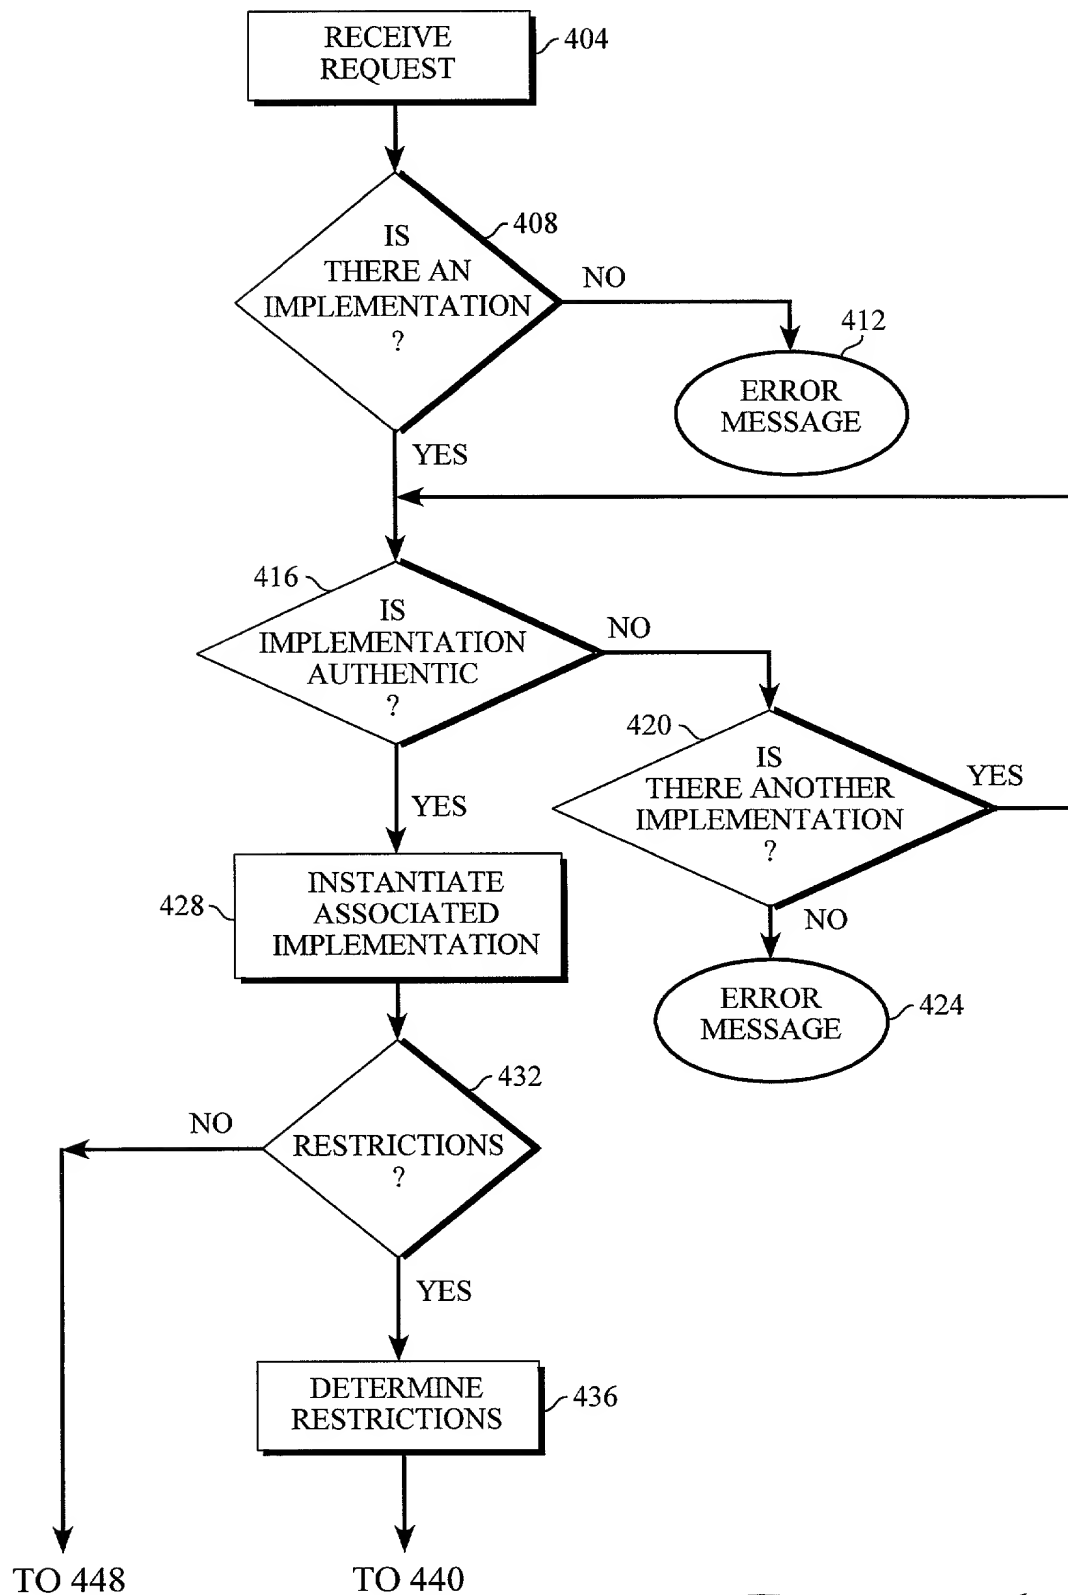 RECEIVE
REQUEST
404
408
IS
THERE AN
IMPLEMENTATION
?
NO
412
ERROR
MESSAGE
YES
416
IS
IMPLEMENTATION
AUTHENTIC
?
NO
420
IS
THERE ANOTHER
IMPLEMENTATION
?
YES
YES
NO
428
INSTANTIATE
ASSOCIATED
IMPLEMENTATION
ERROR
MESSAGE
424
432
NO
RESTRICTIONS
?
YES
DETERMINE
RESTRICTIONS
436
TO 448
TO 440